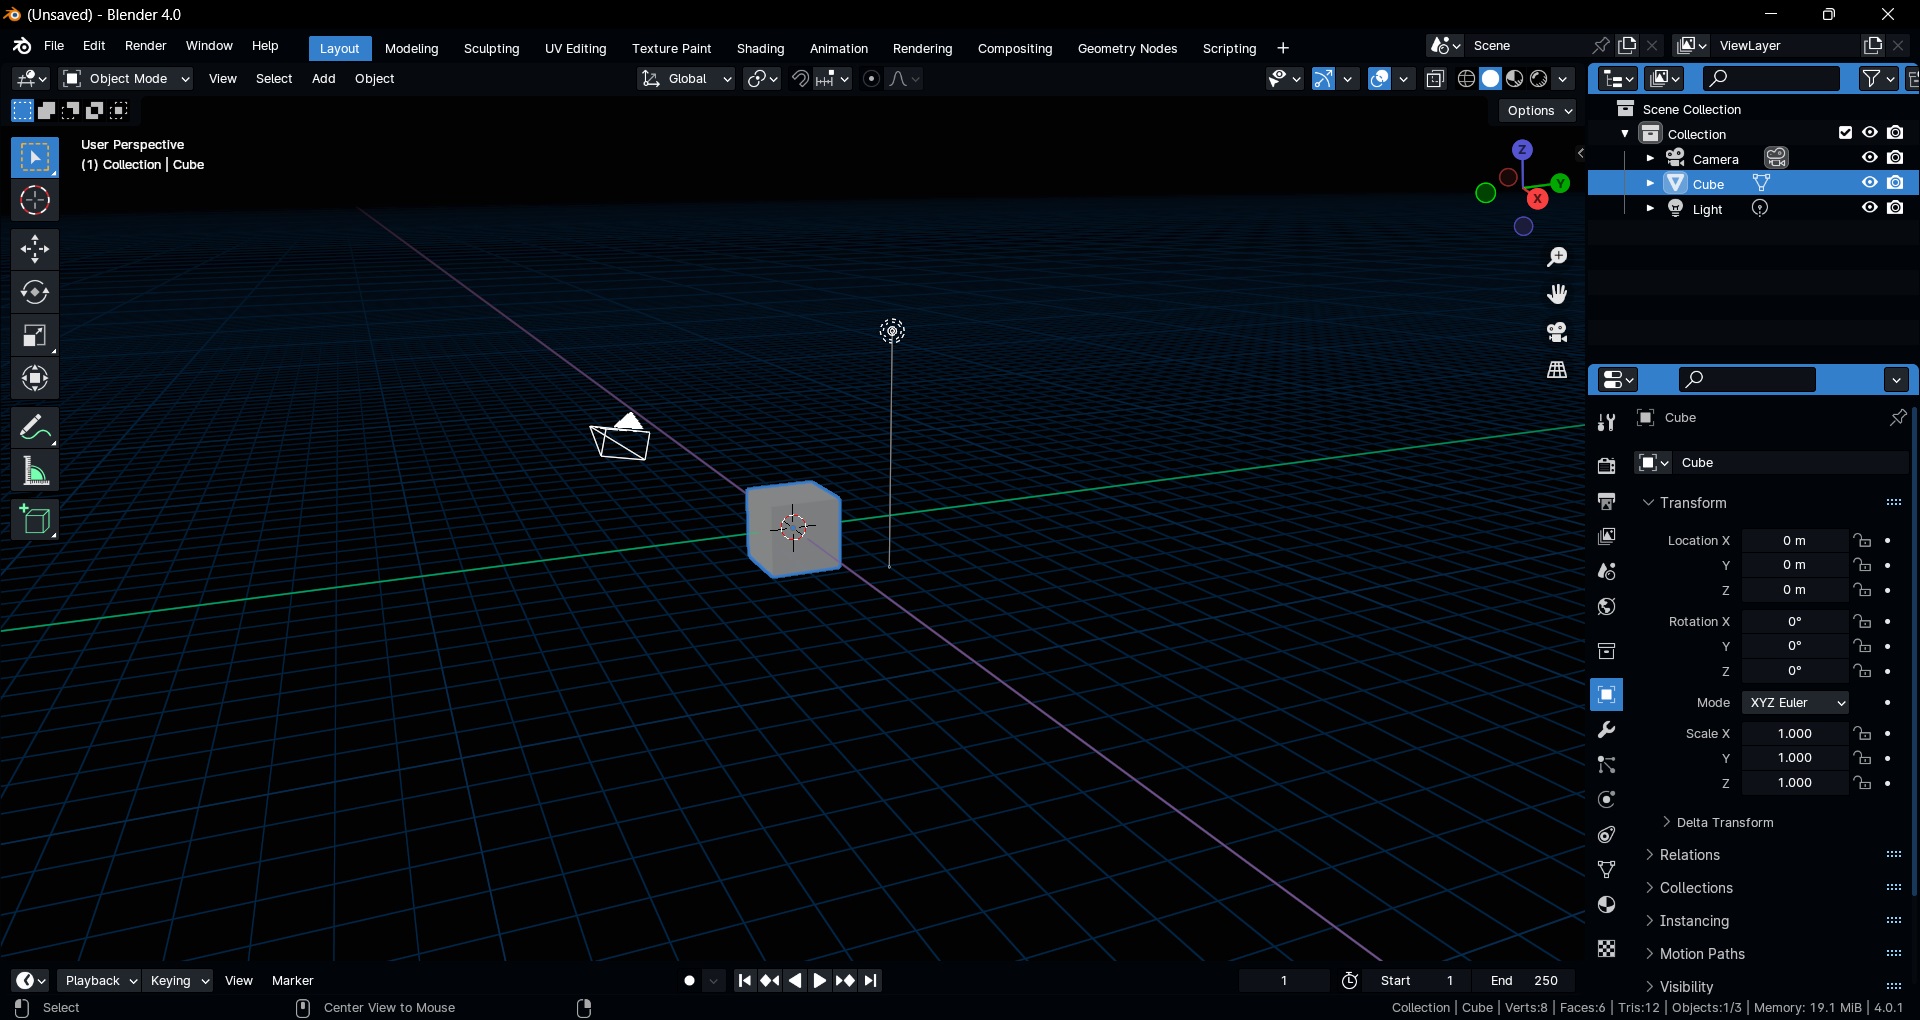 (Unsaved) - Blender 4.0
File Edit Render Window Help Layout Modeling Sculpting UV Editing Texture Paint Shading Animation Rendering Compositing Geometry Nodes Scripting + Scene ViewLayer
Object Mode View Select Add Object Global
Options
User Perspective
(1) Collection | Cube
Z
Y
X
Scene Collection
Collection
Camera
Cube
Light
Cube
Cube
Transform
Location X 0 m
Y 0 m
Z 0 m
Rotation X 0°
Y 0°
Z 0°
Mode XYZ Euler
Scale X 1.000
Y 1.000
Z 1.000
Delta Transform
Relations
Collections
Instancing
Motion Paths
Visibility
Playback Keying View Marker 1 Start 1 End 250
Select Center View to Mouse Collection | Cube | Verts:8 | Faces:6 | Tris:12 | Objects:1/3 | Memory: 19.1 MiB | 4.0.1